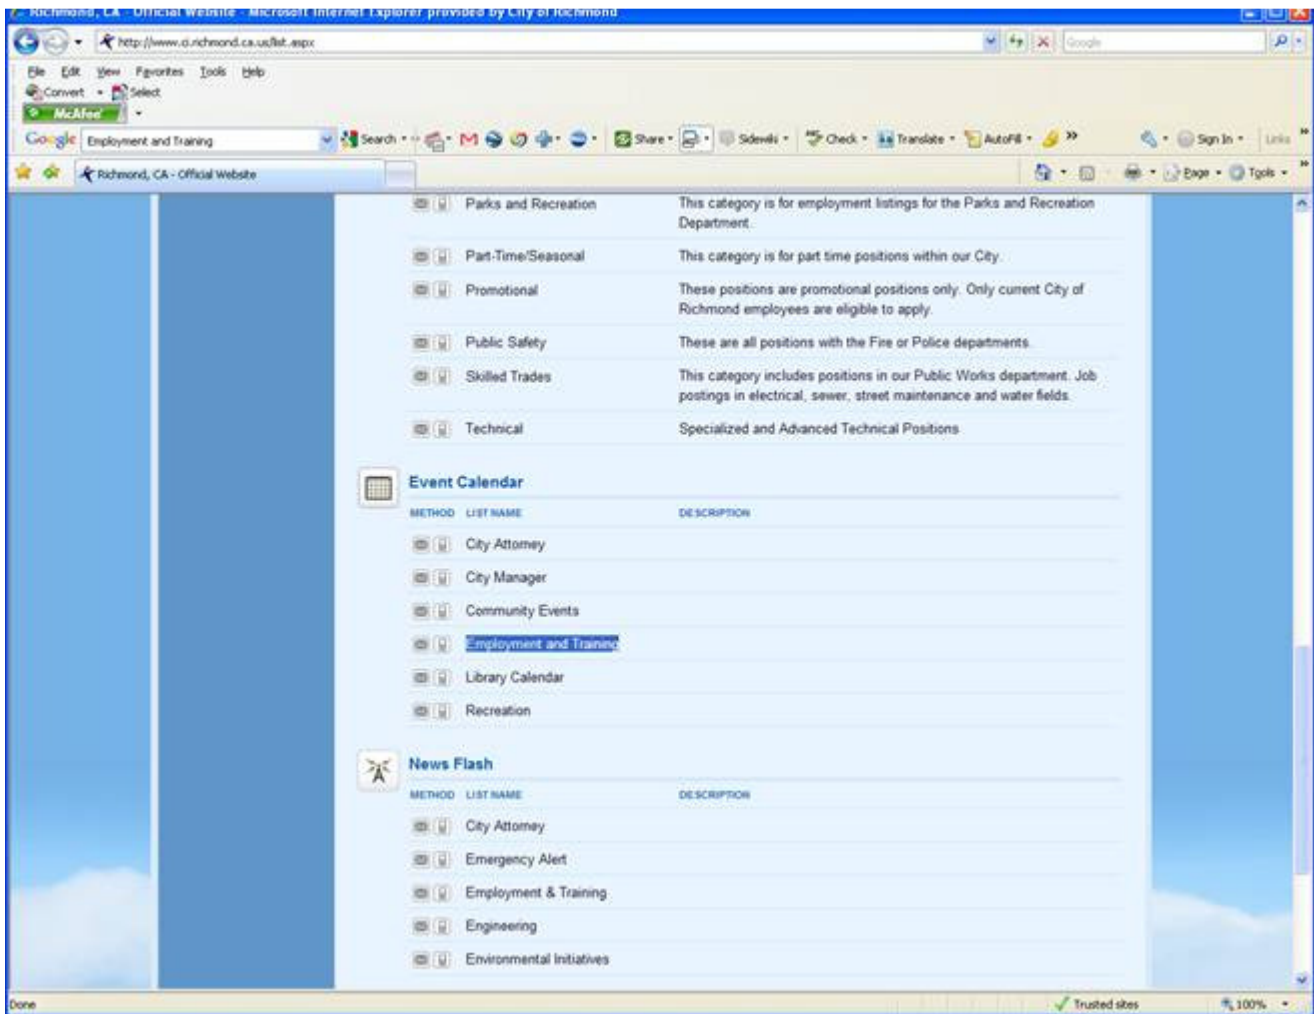 Richmond, CA - Official Website - Microsoft Internet Explorer provided by City of Richmond
http://www.ci.richmond.ca.us/list.aspx
Google
File Edit View Favorites Tools Help
Convert Select
McAfee
Google Employment and Training Search Share Sidewiki Check Translate AutoFill Sign In Links
Richmond, CA - Official Website Page Tools
Parks and Recreation This category is for employment listings for the Parks and Recreation
Department.
Part-Time/Seasonal This category is for part time positions within our City.
Promotional These positions are promotional positions only. Only current City of
Richmond employees are eligible to apply.
Public Safety These are all positions with the Fire or Police departments.
Skilled Trades This category includes positions in our Public Works department. Job
postings in electrical, sewer, street maintenance and water fields.
Technical Specialized and Advanced Technical Positions
Event Calendar
METHOD LIST NAME DESCRIPTION
City Attorney
City Manager
Community Events
Employment and Training
Library Calendar
Recreation
News Flash
METHOD LIST NAME DESCRIPTION
City Attorney
Emergency Alert
Employment & Training
Engineering
Environmental Initiatives
Done Trusted sites 100%